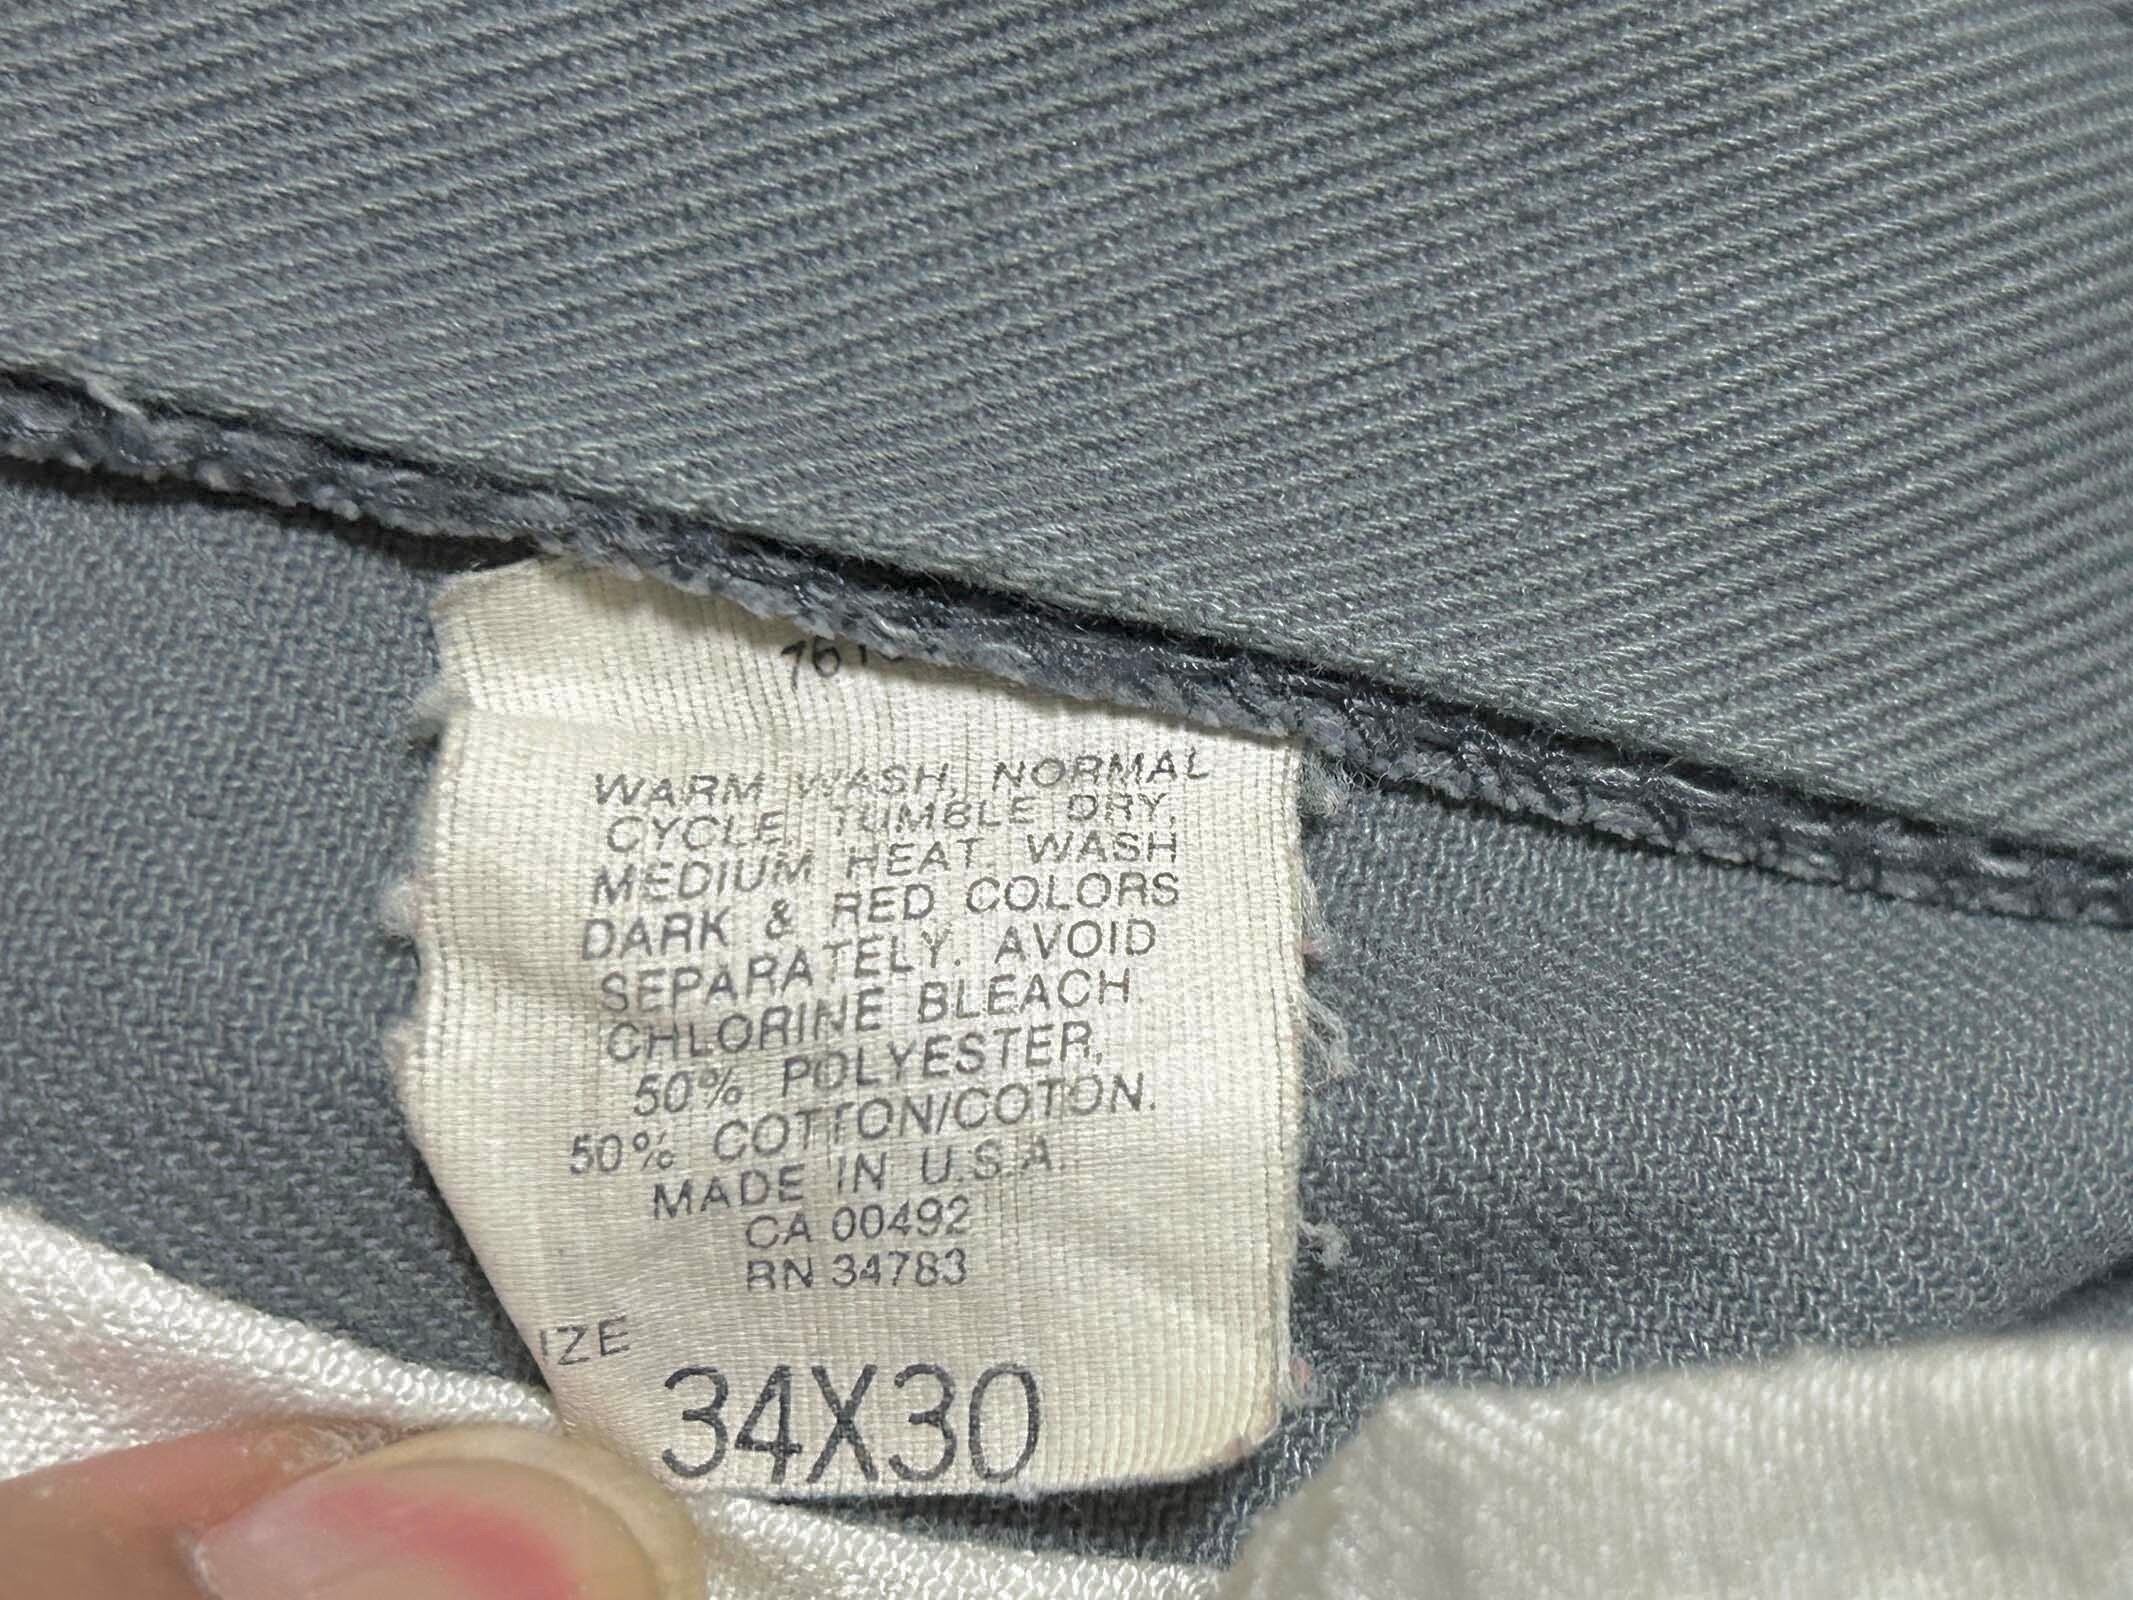 WARM WASH, NORMAL
CYCLE, TUMBLE DRY,
MEDIUM HEAT. WASH
DARK & RED COLORS
SEPARATELY. AVOID
CHLORINE BLEACH.
50% POLYESTER,
50% COTTON/COTON.
MADE IN U.S.A.
CA 00492
RN 34783
IZE
34X30